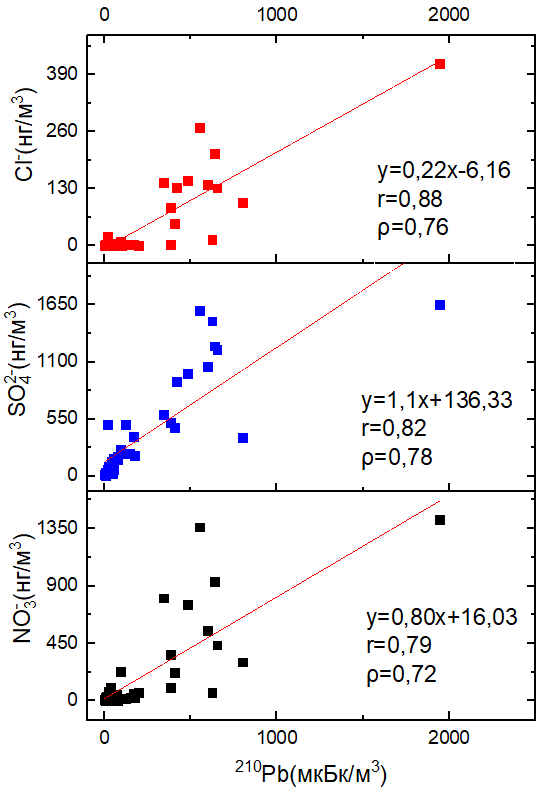 0 1000 2000
Cl⁻(нг/м³)
390
260
130
0
y=0,22x-6,16
r=0,88
ρ=0,76
SO₄²⁻(нг/м³)
1650
1100
550
0
y=1,1x+136,33
r=0,82
ρ=0,78
NO₃⁻(нг/м³)
1350
900
450
0
y=0,80x+16,03
r=0,79
ρ=0,72
0 1000 2000
²¹⁰Pb(мкБк/м³)